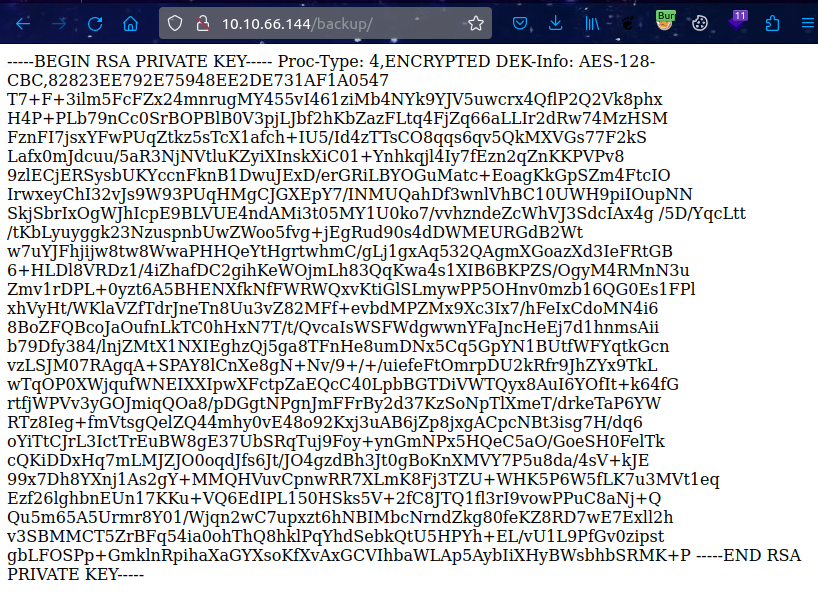 10.10.66.144/backup/
Bur
11
-----BEGIN RSA PRIVATE KEY----- Proc-Type: 4,ENCRYPTED DEK-Info: AES-128-
CBC,82823EE792E75948EE2DE731AF1A0547
T7+F+3ilm5FcFZx24mnrugMY455vI461ziMb4NYk9YJV5uwcrx4QflP2Q2Vk8phx
H4P+PLb79nCc0SrBOPBlB0V3pjLJbf2hKbZazFLtq4FjZq66aLLIr2dRw74MzHSM
FznFI7jsxYFwPUqZtkz5sTcX1afch+IU5/Id4zTTsCO8qqs6qv5QkMXVGs77F2kS
Lafx0mJdcuu/5aR3NjNVtluKZyiXInskXiC01+Ynhkqjl4Iy7fEzn2qZnKKPVPv8
9zlECjERSysbUKYccnFknB1DwuJExD/erGRiLBYOGuMatc+EoagKkGpSZm4FtcIO
IrwxeyChI32vJs9W93PUqHMgCJGXEpY7/INMUQahDf3wnlVhBC10UWH9piIOupNN
SkjSbrIxOgWJhIcpE9BLVUE4ndAMi3t05MY1U0ko7/vvhzndeZcWhVJ3SdcIAx4g /5D/YqcLtt
/tKbLyuyggk23NzuspnbUwZWoo5fvg+jEgRud90s4dDWMEURGdB2Wt
w7uYJFhjijw8tw8WwaPHHQeYtHgrtwhmC/gLj1gxAq532QAgmXGoazXd3IeFRtGB
6+HLDl8VRDz1/4iZhafDC2gihKeWOjmLh83QqKwa4s1XIB6BKPZS/OgyM4RMnN3u
Zmv1rDPL+0yzt6A5BHENXfkNfFWRWQxvKtiGlSLmywPP5OHnv0mzb16QG0Es1FPl
xhVyHt/WKlaVZfTdrJneTn8Uu3vZ82MFf+evbdMPZMx9Xc3Ix7/hFeIxCdoMN4i6
8BoZFQBcoJaOufnLkTC0hHxN7T/t/QvcaIsWSFWdgwwnYFaJncHeEj7d1hnmsAii
b79Dfy384/lnjZMtX1NXIEghzQj5ga8TFnHe8umDNx5Cq5GpYN1BUtfWFYqtkGcn
vzLSJM07RAgqA+SPAY8lCnXe8gN+Nv/9+/+/uiefeFtOmrpDU2kRfr9JhZYx9TkL
wTqOP0XWjqufWNEIXXIpwXFctpZaEQcC40LpbBGTDiVWTQyx8AuI6YOfIt+k64fG
rtfjWPVv3yGOJmiqQOa8/pDGgtNPgnJmFFrBy2d37KzSoNpTlXmeT/drkeTaP6YW
RTz8Ieg+fmVtsgQelZQ44mhy0vE48o92Kxj3uAB6jZp8jxgACpcNBt3isg7H/dq6
oYiTtCJrL3IctTrEuBW8gE37UbSRqTuj9Foy+ynGmNPx5HQeC5aO/GoeSH0FelTk
cQKiDDxHq7mLMJZJO0oqdJfs6Jt/JO4gzdBh3Jt0gBoKnXMVY7P5u8da/4sV+kJE
99x7Dh8YXnj1As2gY+MMQHVuvCpnwRR7XLmK8Fj3TZU+WHK5P6W5fLK7u3MVt1eq
Ezf26lghbnEUn17KKu+VQ6EdIPL150HSks5V+2fC8JTQ1fl3rI9vowPPuC8aNj+Q
Qu5m65A5Urmr8Y01/Wjqn2wC7upxzt6hNBIMbcNrndZkg80feKZ8RD7wE7Exll2h
v3SBMMCT5ZrBFq54ia0ohThQ8hklPqYhdSebkQtU5HPYh+EL/vU1L9PfGv0zipst
gbLFOSPp+GmklnRpihaXaGYXsoKfXvAxGCVIhbaWLAp5AybIiXHyBWsbhbSRMK+P -----END RSA
PRIVATE KEY-----